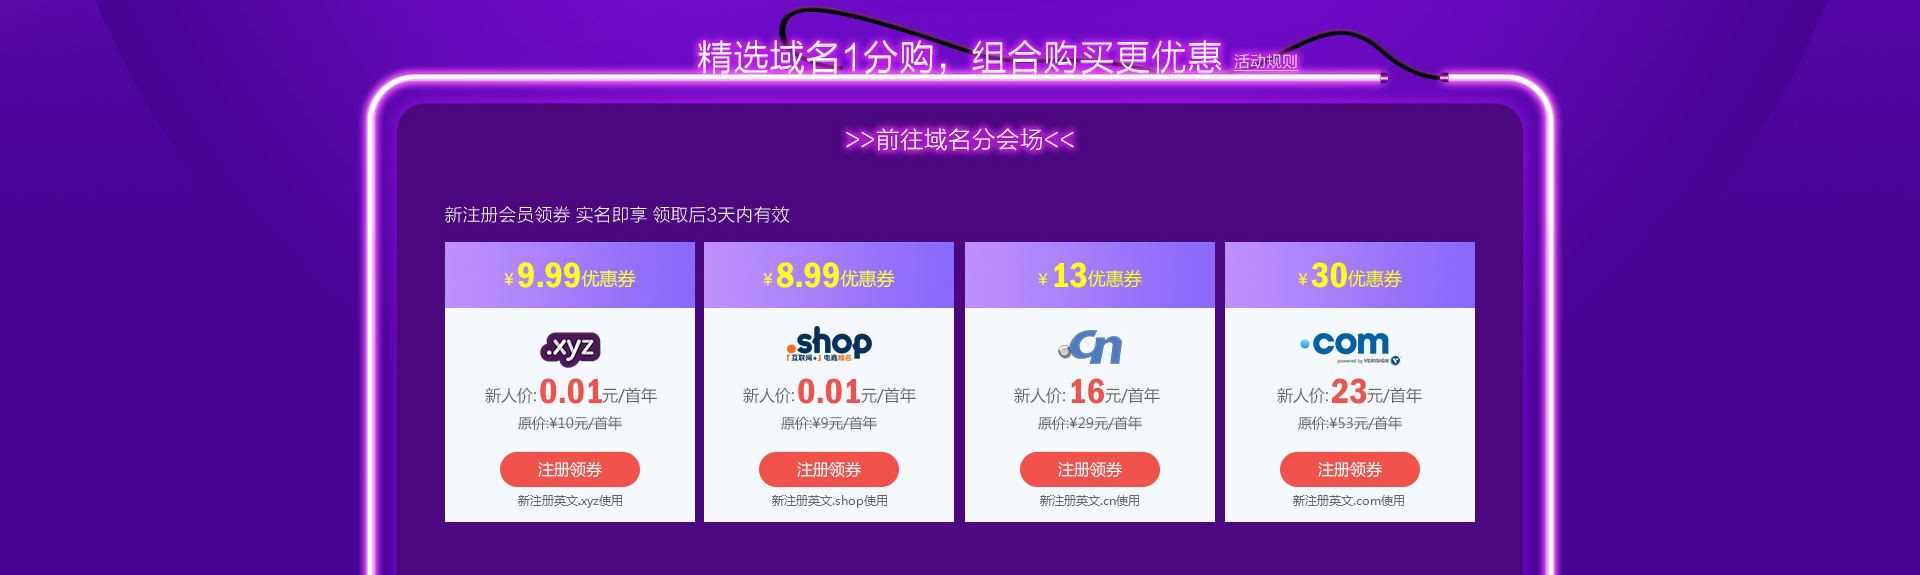 精选域名1分购，组合购买更优惠 活动规则
>>前往域名分会场<<
新注册会员领券 实名即享 领取后3天内有效
¥9.99优惠券
.xyz
新人价:0.01元/首年
原价:¥10元/首年
注册领券
新注册英文.xyz使用
¥8.99优惠券
.shop
「互联网+」电商域名
新人价:0.01元/首年
原价:¥9元/首年
注册领券
新注册英文.shop使用
¥13优惠券
.cn
新人价:16元/首年
原价:¥29元/首年
注册领券
新注册英文.cn使用
¥30优惠券
.com
powered by VERISIGN
新人价:23元/首年
原价:¥53元/首年
注册领券
新注册英文.com使用